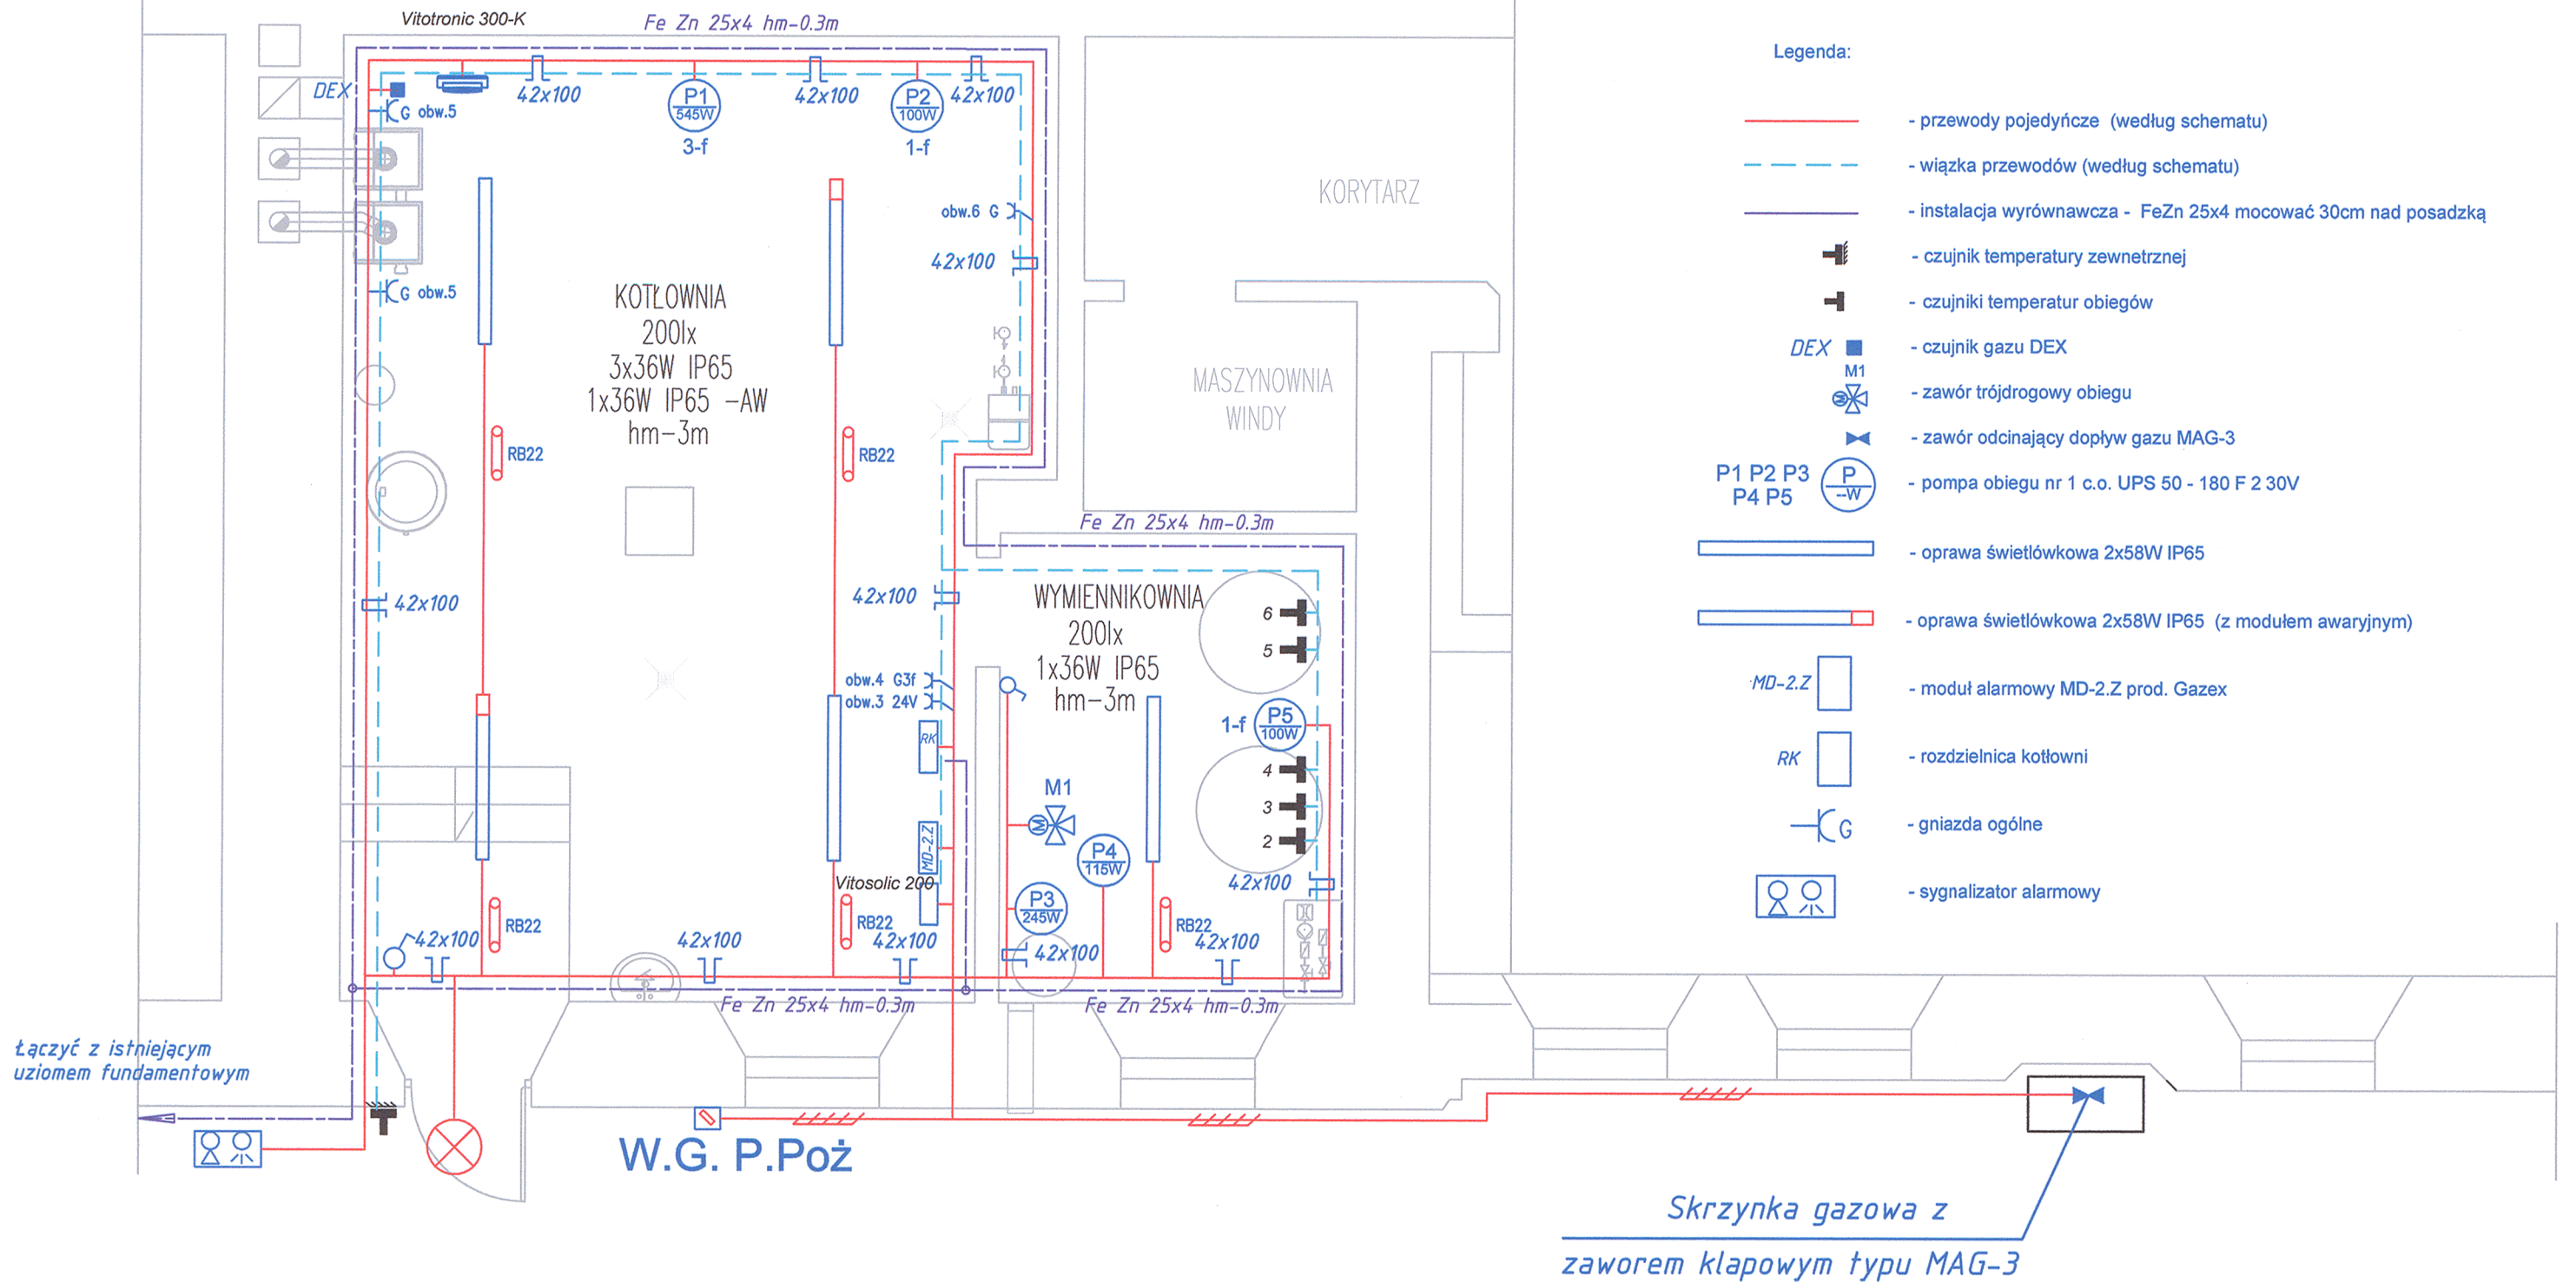 Vitotronic 300-K
Fe Zn 25x4 hm-0.3m
DEX
42x100
P1
545W
3-f
42x100
P2
100W
1-f
42x100
G obw.5
obw.6 G
42x100
G obw.5
KOTŁOWNIA
200lx
3x36W IP65
1x36W IP65 -AW
hm-3m
RB22
RB22
KORYTARZ
MASZYNOWNIA
WINDY
Fe Zn 25x4 hm-0.3m
42x100
42x100
WYMIENNIKOWNIA
200lx
1x36W IP65
hm-3m
6
5
obw.4 G3f
obw.3 24V
RK
1-f
P5
100W
4
3
2
M1
M
MD-2.Z
P4
115W
Vitosolic 200
P3
245W
42x100
RB22
RB22
RB22
42x100
42x100
42x100
42x100
42x100
Fe Zn 25x4 hm-0.3m
Fe Zn 25x4 hm-0.3m
Łączyć z istniejącym
uziomem fundamentowym
W.G. P.Poż
Skrzynka gazowa z
zaworem klapowym typu MAG-3
Legenda:
- przewody pojedyńcze (według schematu)
- wiązka przewodów (według schematu)
- instalacja wyrównawcza - FeZn 25x4 mocować 30cm nad posadzką
- czujnik temperatury zewnetrznej
- czujniki temperatur obiegów
DEX - czujnik gazu DEX
M1
M - zawór trójdrogowy obiegu
- zawór odcinający dopływ gazu MAG-3
P1 P2 P3
P4 P5
P
--W
- pompa obiegu nr 1 c.o. UPS 50 - 180 F 2 30V
- oprawa świetlówkowa 2x58W IP65
- oprawa świetlówkowa 2x58W IP65 (z modułem awaryjnym)
MD-2.Z - moduł alarmowy MD-2.Z prod. Gazex
RK - rozdzielnica kotłowni
G - gniazda ogólne
- sygnalizator alarmowy